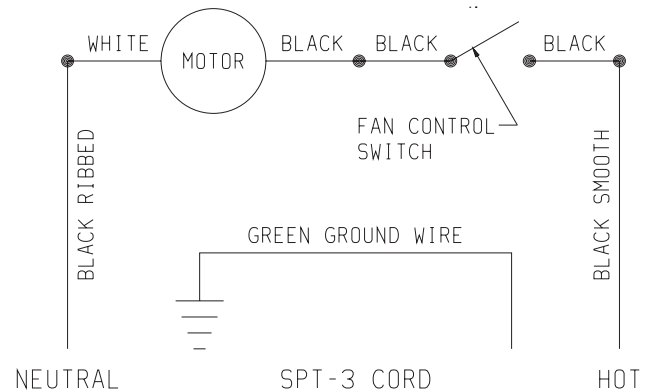 WHITE
MOTOR
BLACK
BLACK
BLACK
FAN CONTROL
SWITCH
BLACK RIBBED
BLACK SMOOTH
GREEN GROUND WIRE
NEUTRAL
SPT-3 CORD
HOT